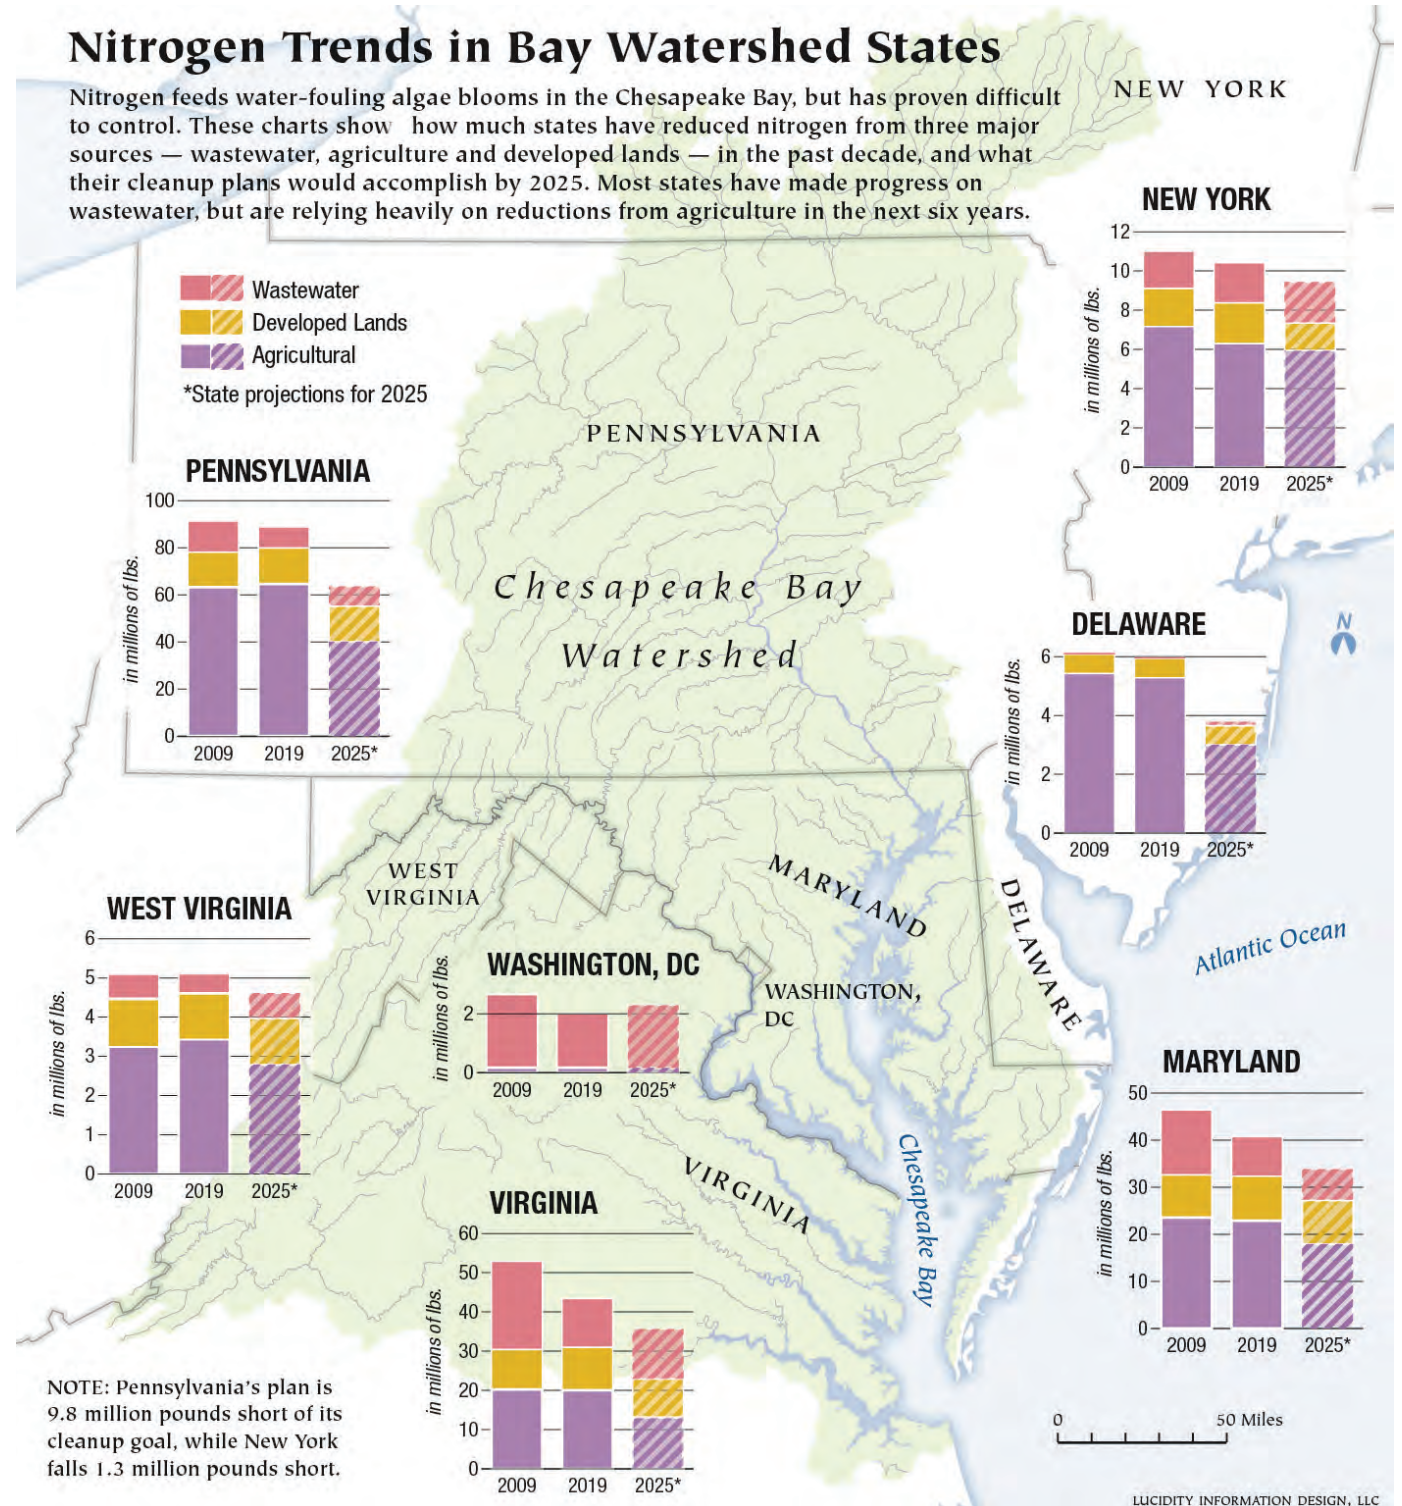 Nitrogen Trends in Bay Watershed States
Nitrogen feeds water-fouling algae blooms in the Chesapeake Bay, but has proven difficult
to control. These charts show how much states have reduced nitrogen from three major
sources — wastewater, agriculture and developed lands — in the past decade, and what
their cleanup plans would accomplish by 2025. Most states have made progress on
wastewater, but are relying heavily on reductions from agriculture in the next six years.
NEW YORK
Wastewater
Developed Lands
Agricultural
*State projections for 2025
NEW YORK
in millions of lbs.
12
10
8
6
4
2
0
2009 2019 2025*
PENNSYLVANIA
PENNSYLVANIA
in millions of lbs.
100
80
60
40
20
0
2009 2019 2025*
Chesapeake Bay
Watershed
N
DELAWARE
in millions of lbs.
6
4
2
0
2009 2019 2025*
WEST
VIRGINIA
MARYLAND
DELAWARE
Atlantic Ocean
WEST VIRGINIA
in millions of lbs.
6
5
4
3
2
1
0
2009 2019 2025*
WASHINGTON, DC
in millions of lbs.
2
0
2009 2019 2025*
WASHINGTON,
DC
MARYLAND
in millions of lbs.
50
40
30
20
10
0
2009 2019 2025*
VIRGINIA
Chesapeake Bay
VIRGINIA
in millions of lbs.
60
50
40
30
20
10
0
2009 2019 2025*
NOTE: Pennsylvania's plan is
9.8 million pounds short of its
cleanup goal, while New York
falls 1.3 million pounds short.
0 50 Miles
LUCIDITY INFORMATION DESIGN, LLC